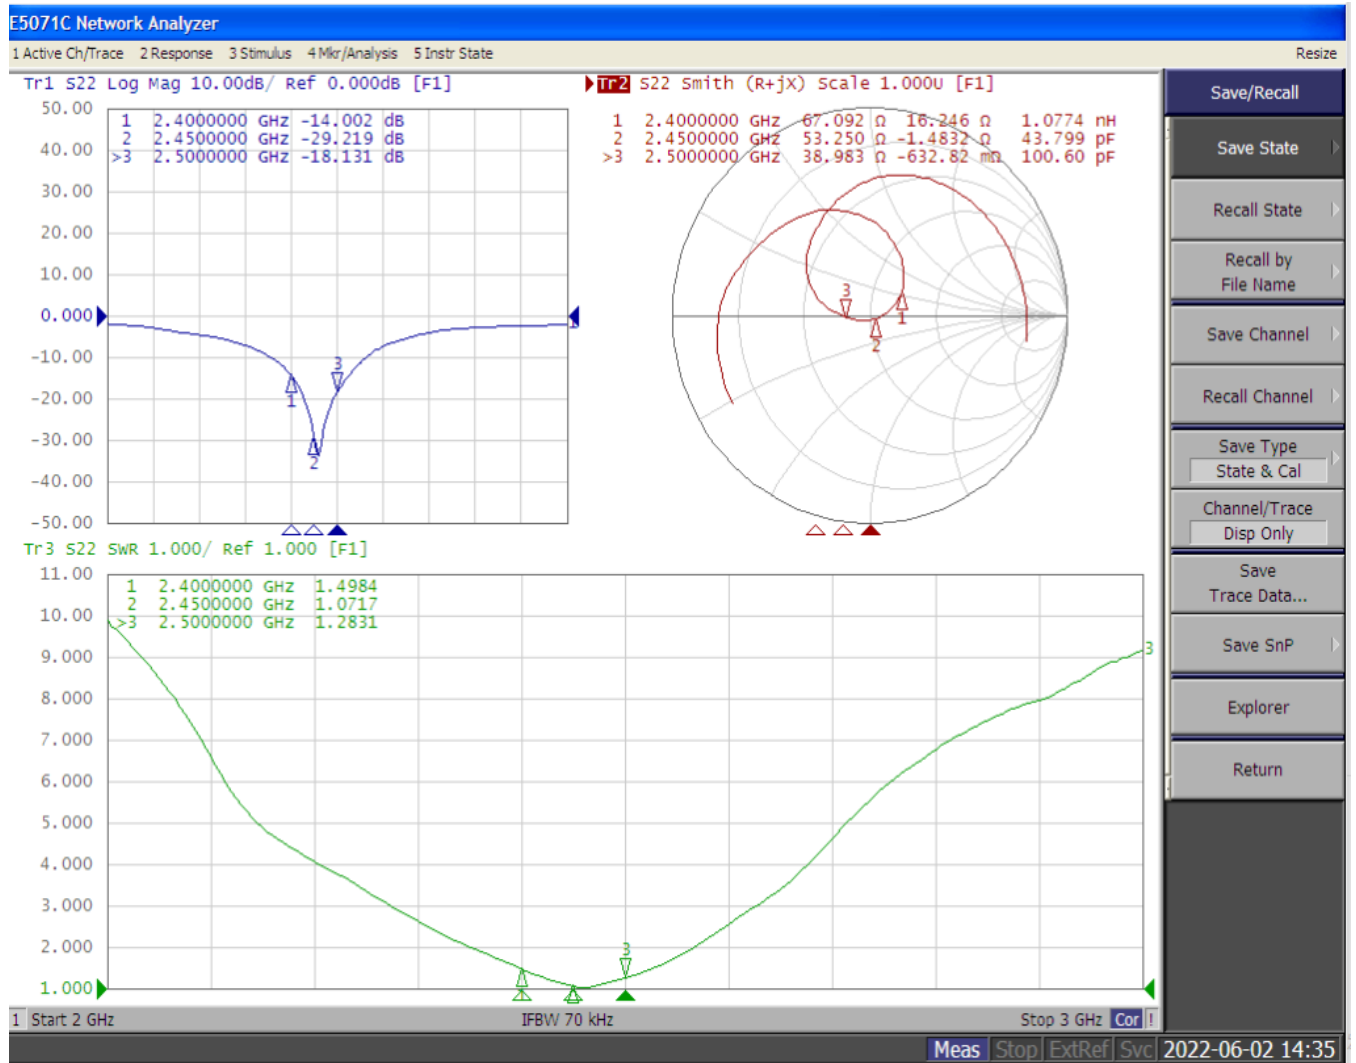 E5071C Network Analyzer
1 Active Ch/Trace 2 Response 3 Stimulus 4 Mkr/Analysis 5 Instr State Resize
Tr1 S22 Log Mag 10.00dB/ Ref 0.000dB [F1]
50.00
40.00
30.00
20.00
10.00
0.000
-10.00
-20.00
-30.00
-40.00
-50.00
1 2.4000000 GHz -14.002 dB
2 2.4500000 GHz -29.219 dB
>3 2.5000000 GHz -18.131 dB
1
2
3
1
Tr2 S22 Smith (R+jX) Scale 1.000U [F1]
1 2.4000000 GHz 67.092 Ω 16.246 Ω 1.0774 nH
2 2.4500000 GHz 53.250 Ω -1.4832 Ω 43.799 pF
>3 2.5000000 GHz 38.983 Ω -632.82 mΩ 100.60 pF
3
1
2
Tr3 S22 SWR 1.000/ Ref 1.000 [F1]
11.00
10.00
9.000
8.000
7.000
6.000
5.000
4.000
3.000
2.000
1.000
1 2.4000000 GHz 1.4984
2 2.4500000 GHz 1.0717
>3 2.5000000 GHz 1.2831
3
3
1 Start 2 GHz IFBW 70 kHz Stop 3 GHz Cor !
Meas Stop ExtRef Svc 2022-06-02 14:35
Save/Recall
Save State
Recall State
Recall by
File Name
Save Channel
Recall Channel
Save Type
State & Cal
Channel/Trace
Disp Only
Save
Trace Data...
Save SnP
Explorer
Return